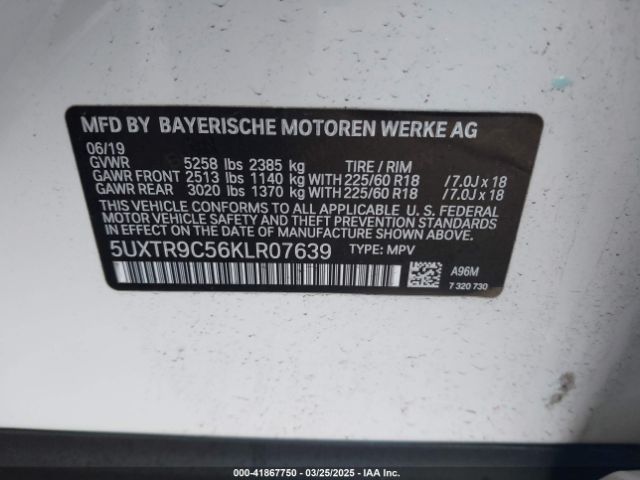 MFD BY BAYERISCHE MOTOREN WERKE AG
06/19
GVWR 5258 lbs 2385 kg TIRE / RIM
GAWR FRONT 2513 lbs 1140 kg WITH 225/60 R18 /7.0J x 18
GAWR REAR 3020 lbs 1370 kg WITH 225/60 R18 /7.0J x 18
THIS VEHICLE CONFORMS TO ALL APPLICABLE U. S. FEDERAL
MOTOR VEHICLE SAFETY AND THEFT PREVENTION STANDARDS
IN EFFECT ON THE DATE OF MANUFACTURE SHOWN ABOVE.
5UXTR9C56KLR07639 TYPE: MPV
A96M
7 320 730
000-41867750 - 03/25/2025 - IAA Inc.